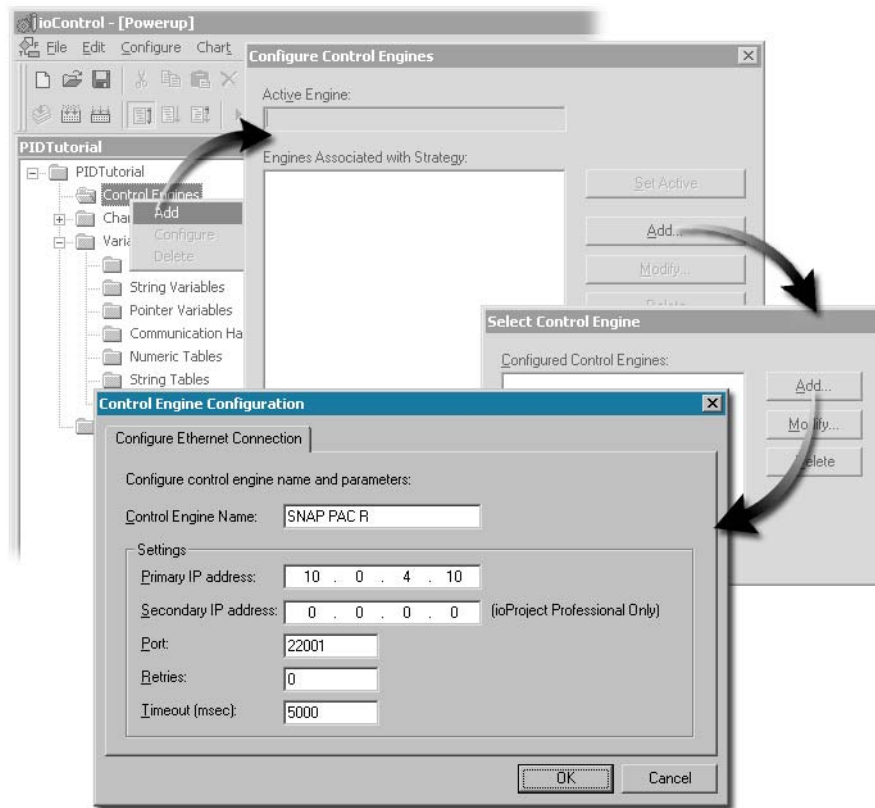 ioControl - [Powerup]
File Edit Configure Chart
PIDTutorial
PIDTutorial
Control Engines
Add
Configure
Delete
String Variables
Pointer Variables
Numeric Tables
String Tables
Configure Control Engines
Active Engine:
Engines Associated with Strategy:
Set Active
Add...
Modify...
Delete
Select Control Engine
Configured Control Engines:
Add...
Modify...
Delete
Control Engine Configuration
Configure Ethernet Connection
Configure control engine name and parameters:
Control Engine Name: SNAP PAC R
Settings
Primary IP address: 10 . 0 . 4 . 10
Secondary IP address: 0 . 0 . 0 . 0 (ioProject Professional Only)
Port: 22001
Retries: 0
Timeout (msec): 5000
OK Cancel